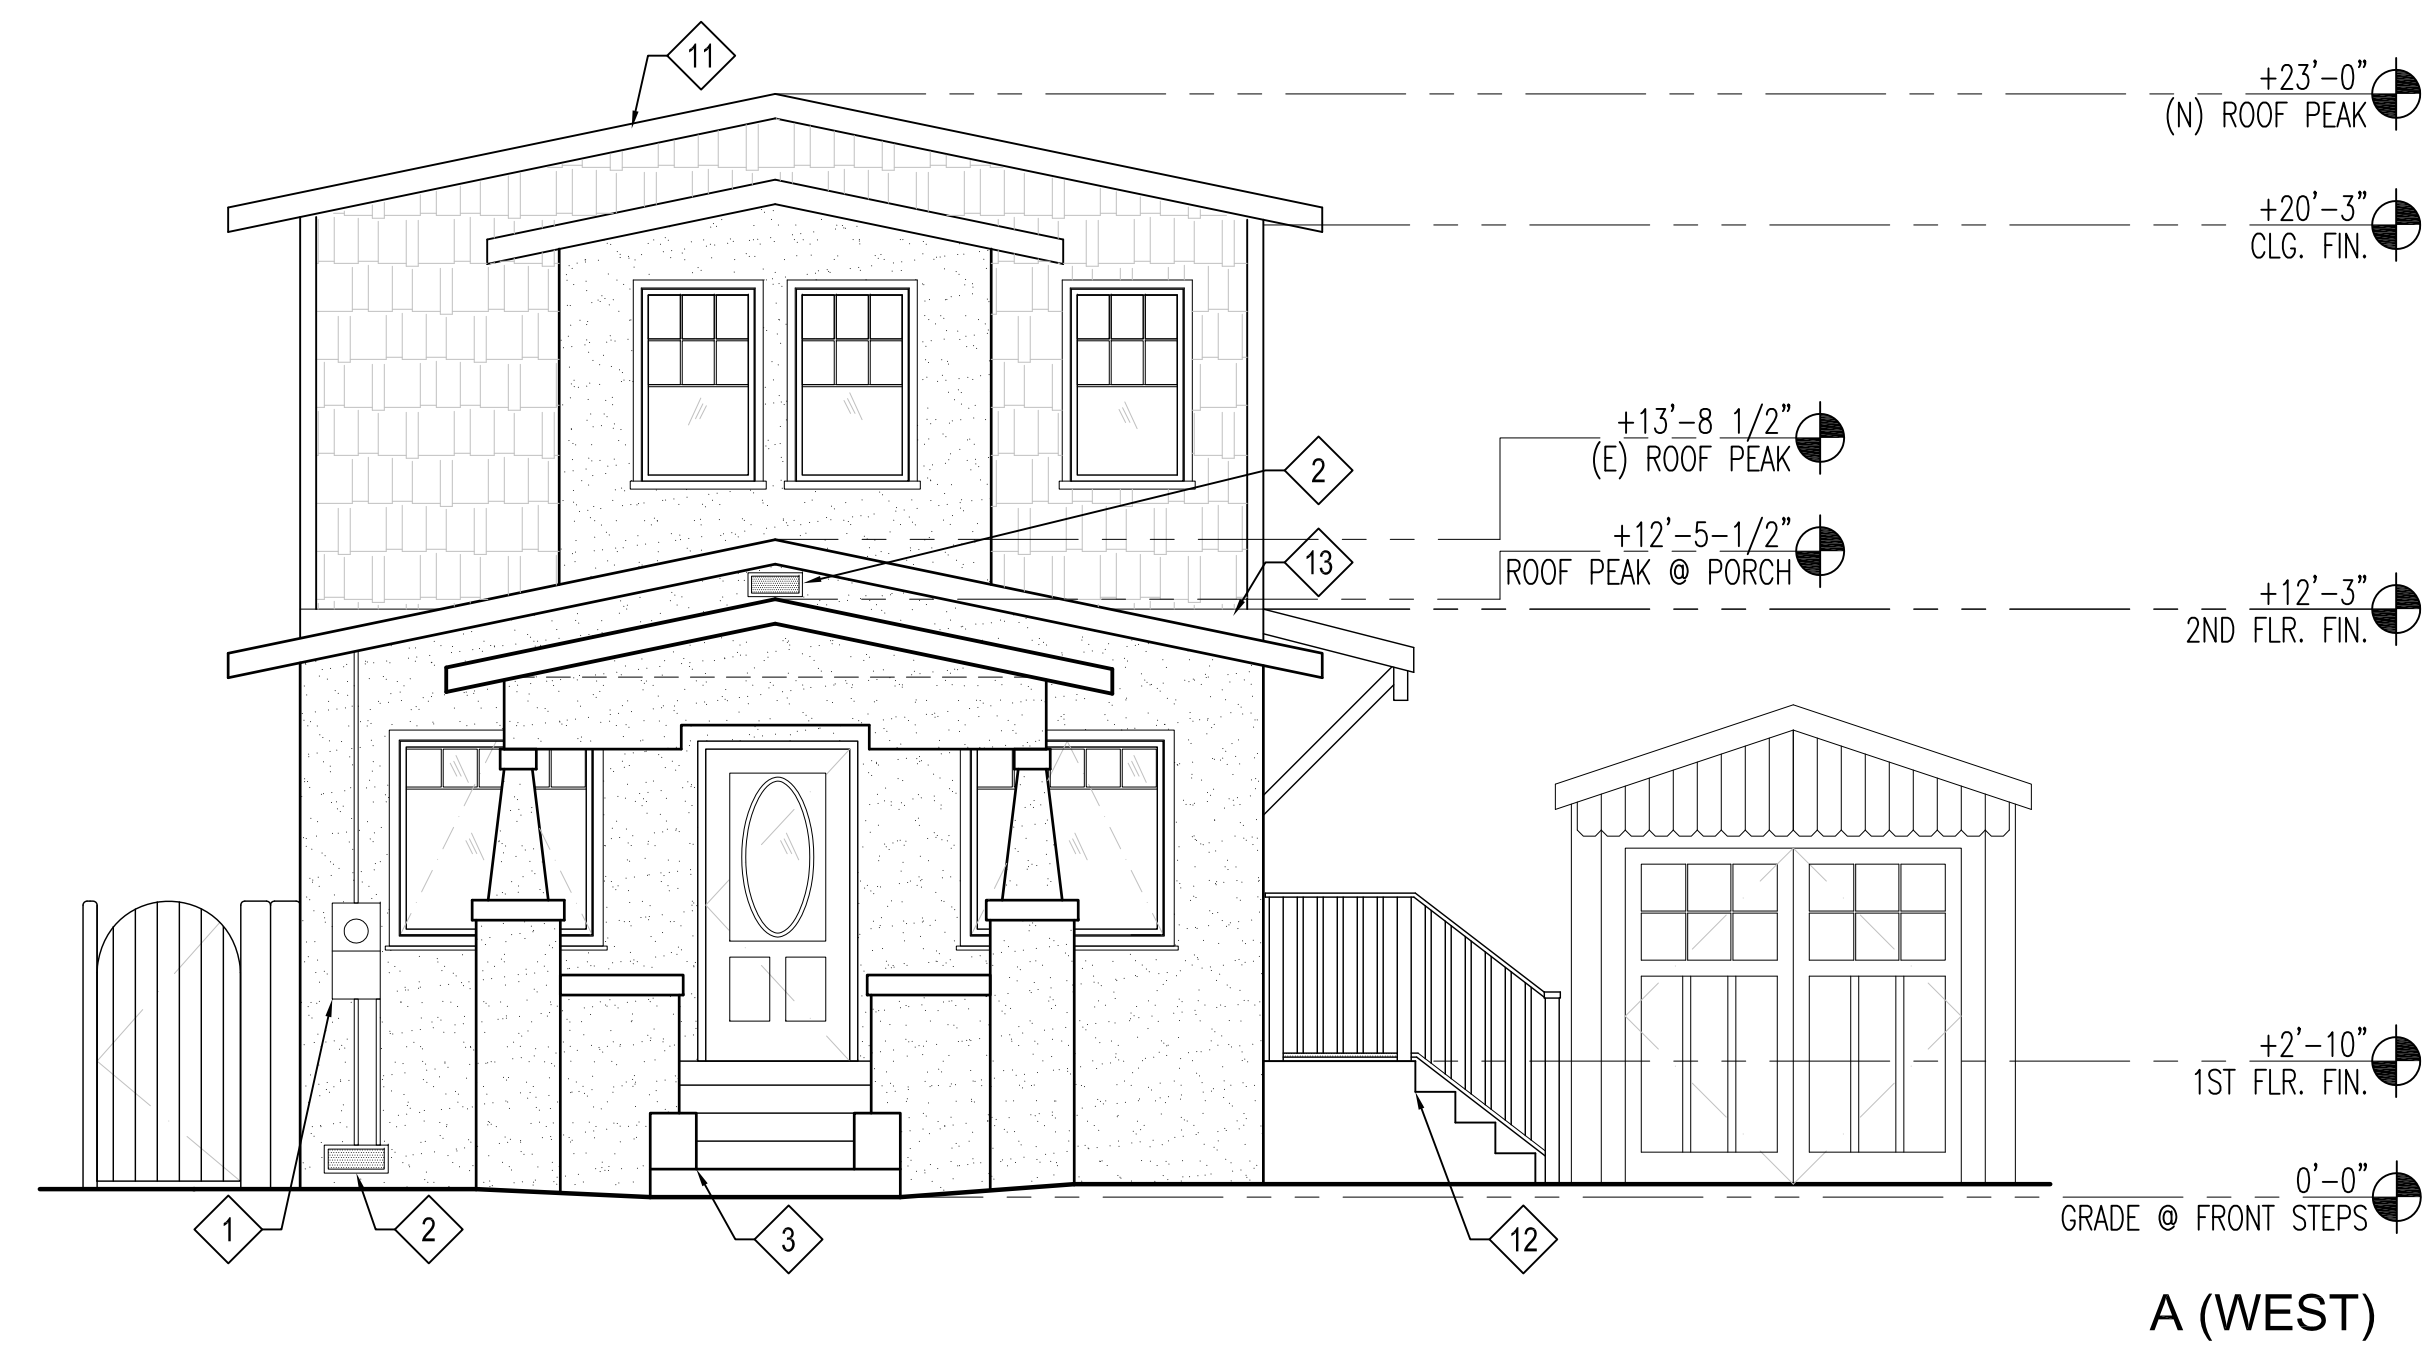 11
+23'-0"
(N) ROOF PEAK
+20'-3"
CLG. FIN.
+13'-8 1/2"
(E) ROOF PEAK
2
+12'-5-1/2"
ROOF PEAK @ PORCH
13
+12'-3"
2ND FLR. FIN.
+2'-10"
1ST FLR. FIN.
0'-0"
GRADE @ FRONT STEPS
1
2
3
12
A (WEST)